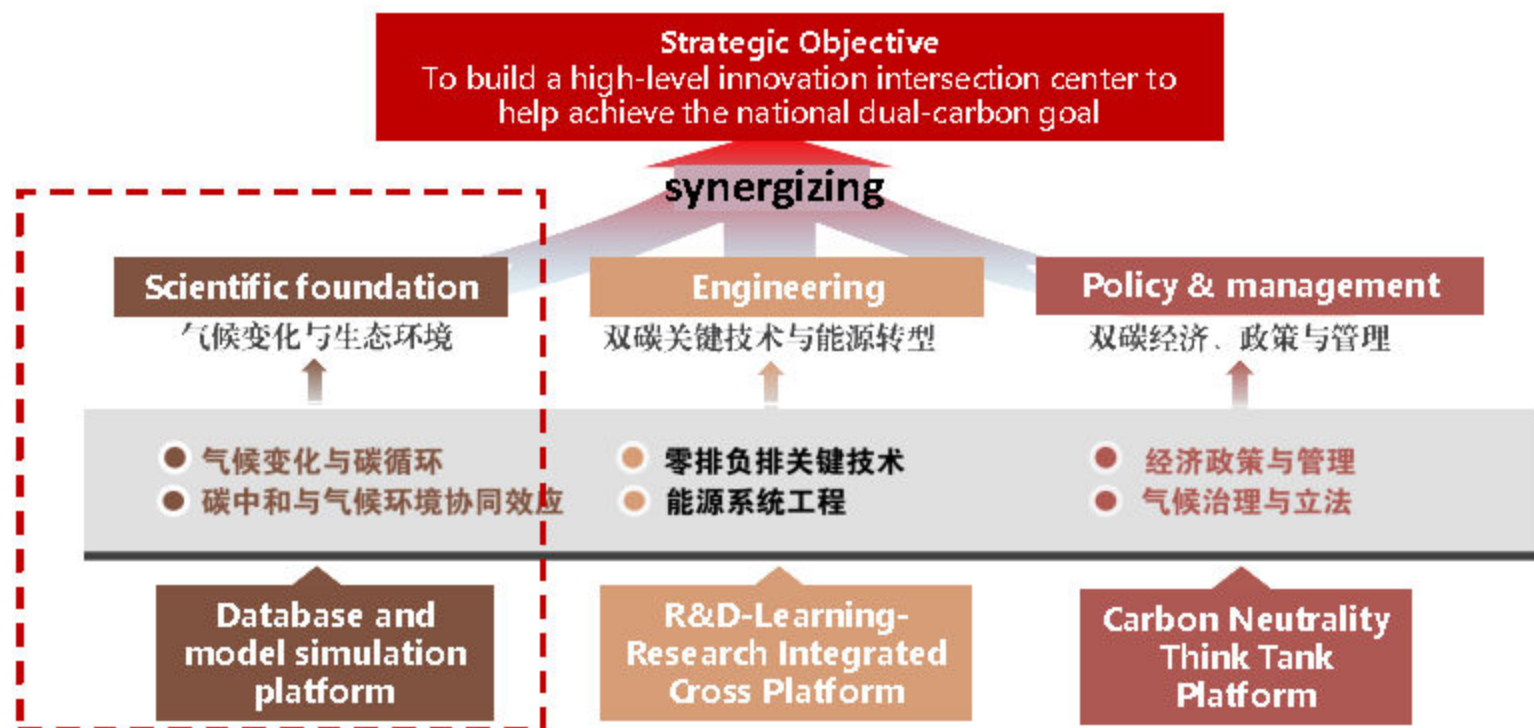 Strategic Objective
To build a high-level innovation intersection center to
help achieve the national dual-carbon goal
synergizing
Scientific foundation
气候变化与生态环境
Engineering
双碳关键技术与能源转型
Policy & management
双碳经济、政策与管理
气候变化与碳循环
碳中和与气候环境协同效应
零排负排关键技术
能源系统工程
经济政策与管理
气候治理与立法
Database and
model simulation
platform
R&D-Learning-
Research Integrated
Cross Platform
Carbon Neutrality
Think Tank
Platform